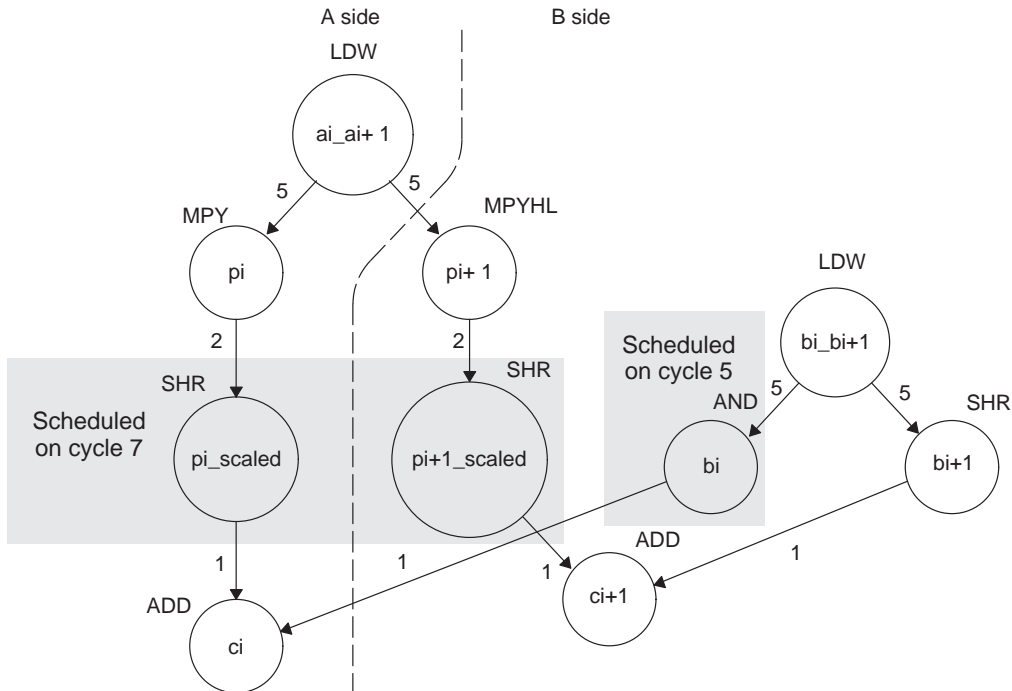 A side
B side
LDW
ai_ai+ 1
5
5
MPY
MPYHL
pi
pi+ 1
LDW
bi_bi+1
2
2
Scheduled
on cycle 5
5
5
SHR
SHR
AND
SHR
Scheduled
on cycle 7
pi_scaled
pi+1_scaled
bi
bi+1
1
1
1
1
ADD
ADD
ci
ci+1